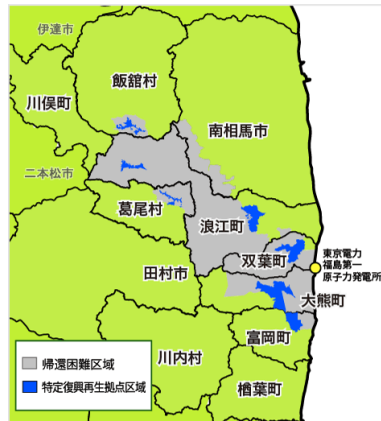 伊達市
飯舘村
川俣町
南相馬市
二本松市
葛尾村
浪江町
双葉町
東京電力
福島第一
原子力発電所
田村市
大熊町
富岡町
川内村
楢葉町
帰還困難区域
特定復興再生拠点区域